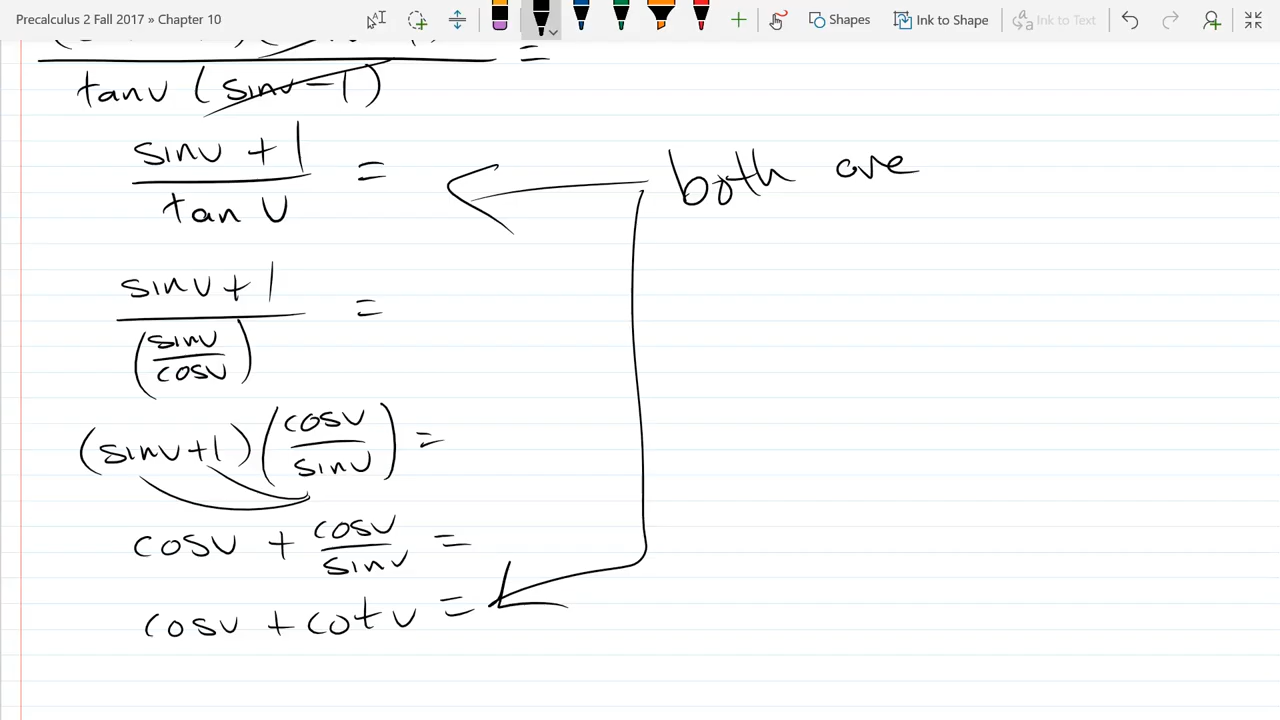 Precalculus 2 Fall 2017 » Chapter 10
Shapes
Ink to Shape
Ink to Text
tanv (sinv-1)
sinv + 1 =
tan v
both are
sinv + 1 =
(sinv
cosv)
(sinv+1)(cosv =
sinv)
cosv + cosv =
sinv
cosv + cotv =